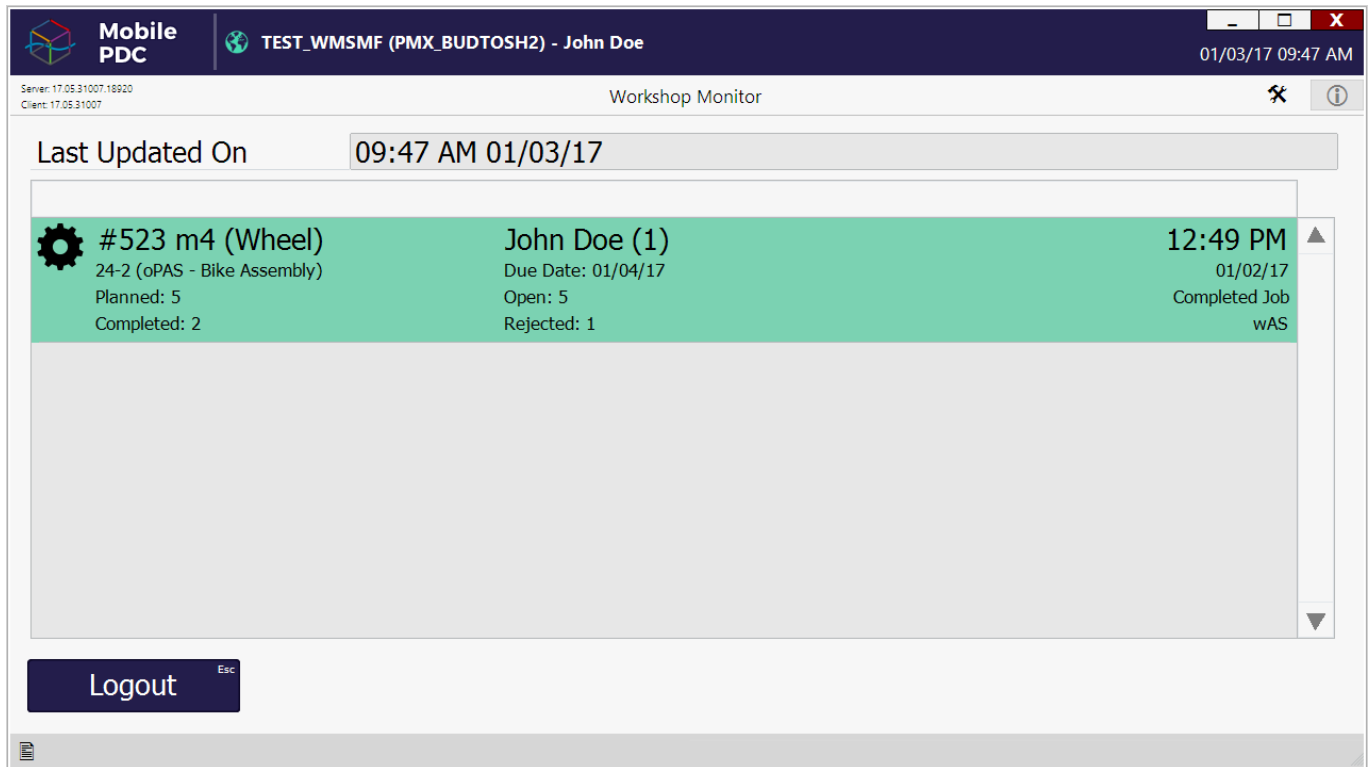 Mobile
PDC
TEST_WMSMF (PMX_BUDTOSH2) - John Doe
X
01/03/17 09:47 AM
Server: 17.05.31007.18920
Client: 17.05.31007
Workshop Monitor
Last Updated On 09:47 AM 01/03/17
#523 m4 (Wheel) John Doe (1) 12:49 PM
24-2 (oPAS - Bike Assembly) Due Date: 01/04/17 01/02/17
Planned: 5 Open: 5 Completed Job
Completed: 2 Rejected: 1 wAS
Logout Esc